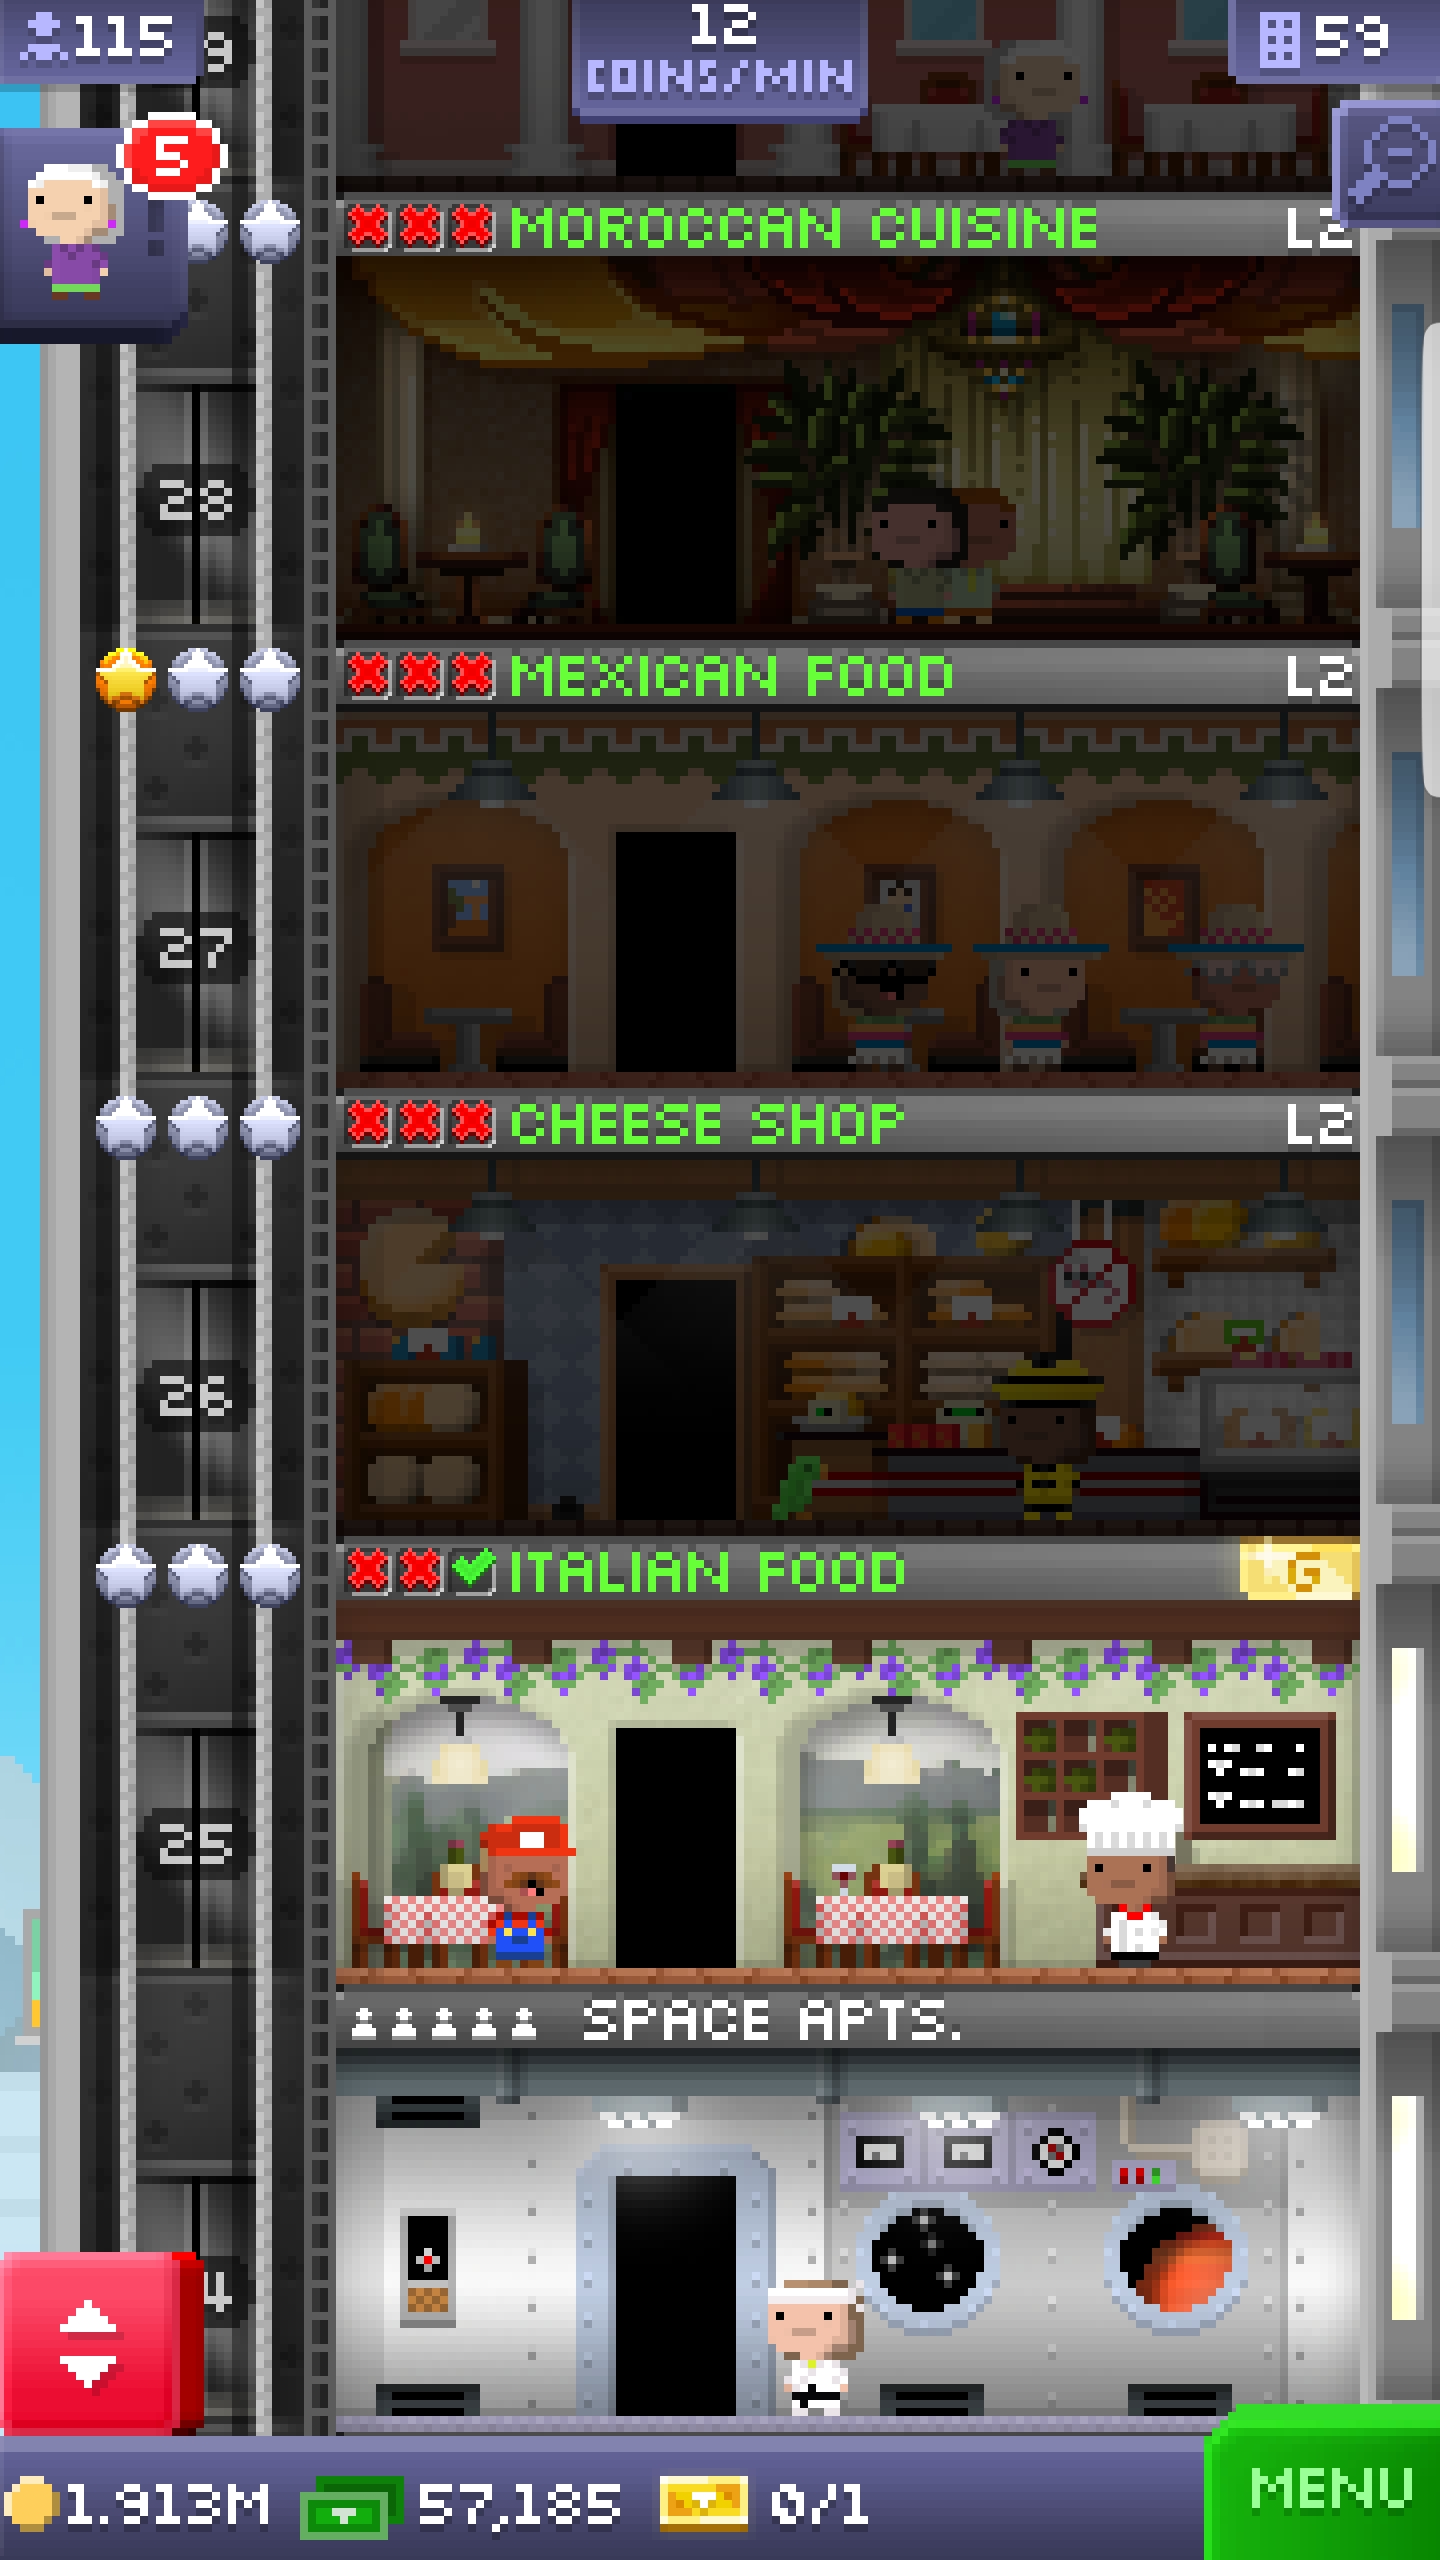 115
12
COINS/MIN
59
5
MOROCCAN CUISINE
L2
28
MEXICAN FOOD
L2
27
CHEESE SHOP
L2
26
ITALIAN FOOD
G
25
SPACE APTS.
4
1.913M
57,185
0/1
MENU